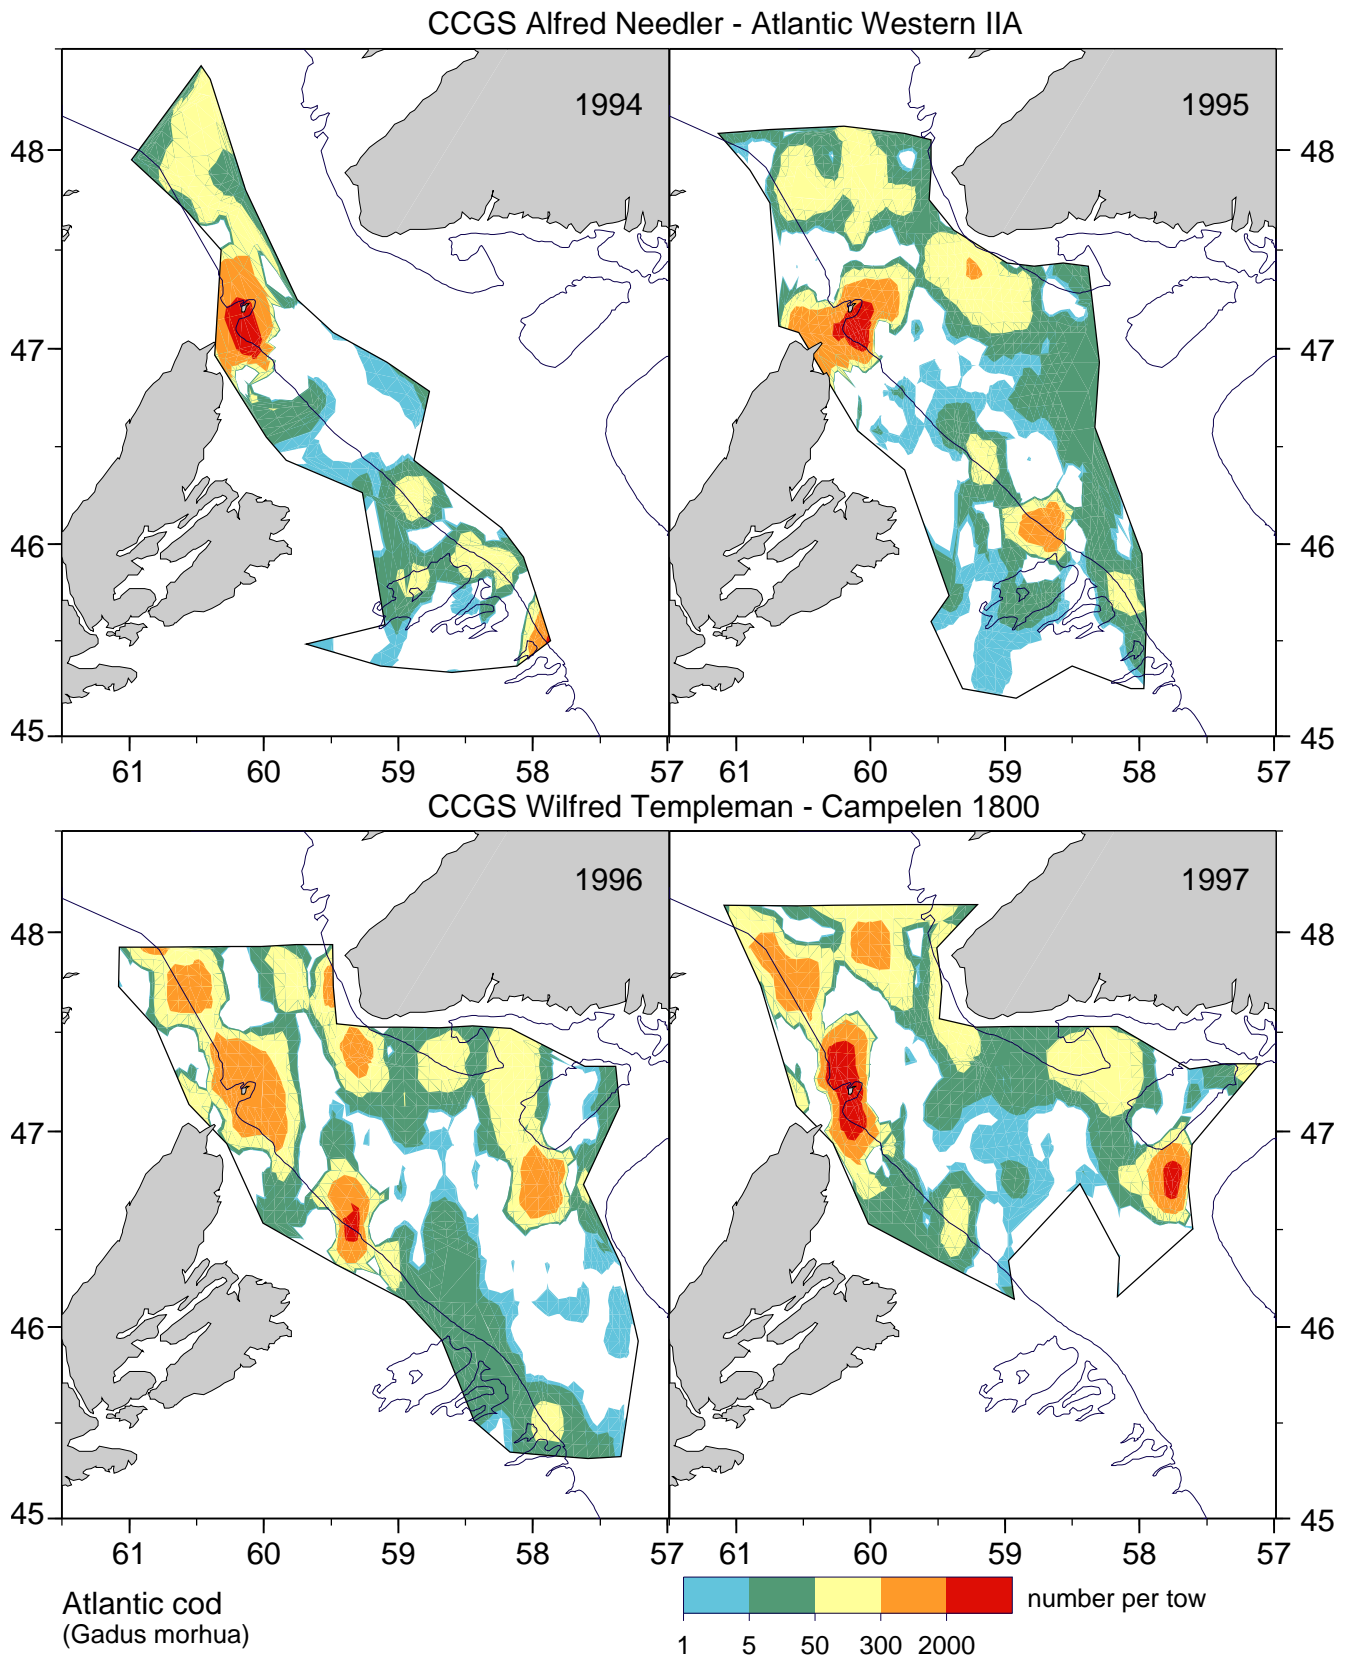 CCGS Alfred Needler - Atlantic Western IIA
1994
1995
48
48
47
47
46
46
45
45
61 60 59 58 57
61 60 59 58 57
CCGS Wilfred Templeman - Campelen 1800
1996
1997
48
48
47
47
46
46
45
45
61 60 59 58 57
61 60 59 58 57
Atlantic cod
(Gadus morhua)
number per tow
1 5 50 300 2000